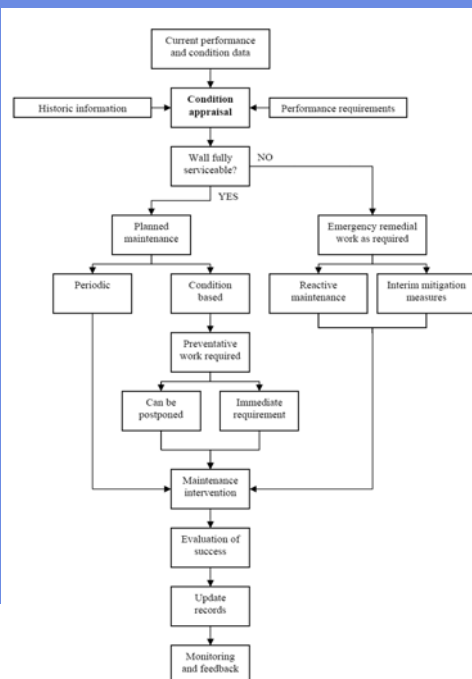 Current performance
and condition data
Historic information
Condition
appraisal
Performance requirements
Wall fully
serviceable?
NO
YES
Planned
maintenance
Emergency remedial
work as required
Periodic
Condition
based
Reactive
maintenance
Interim mitigation
measures
Preventative
work required
Can be
postponed
Immediate
requirement
Maintenance
intervention
Evaluation of
success
Update
records
Monitoring
and feedback